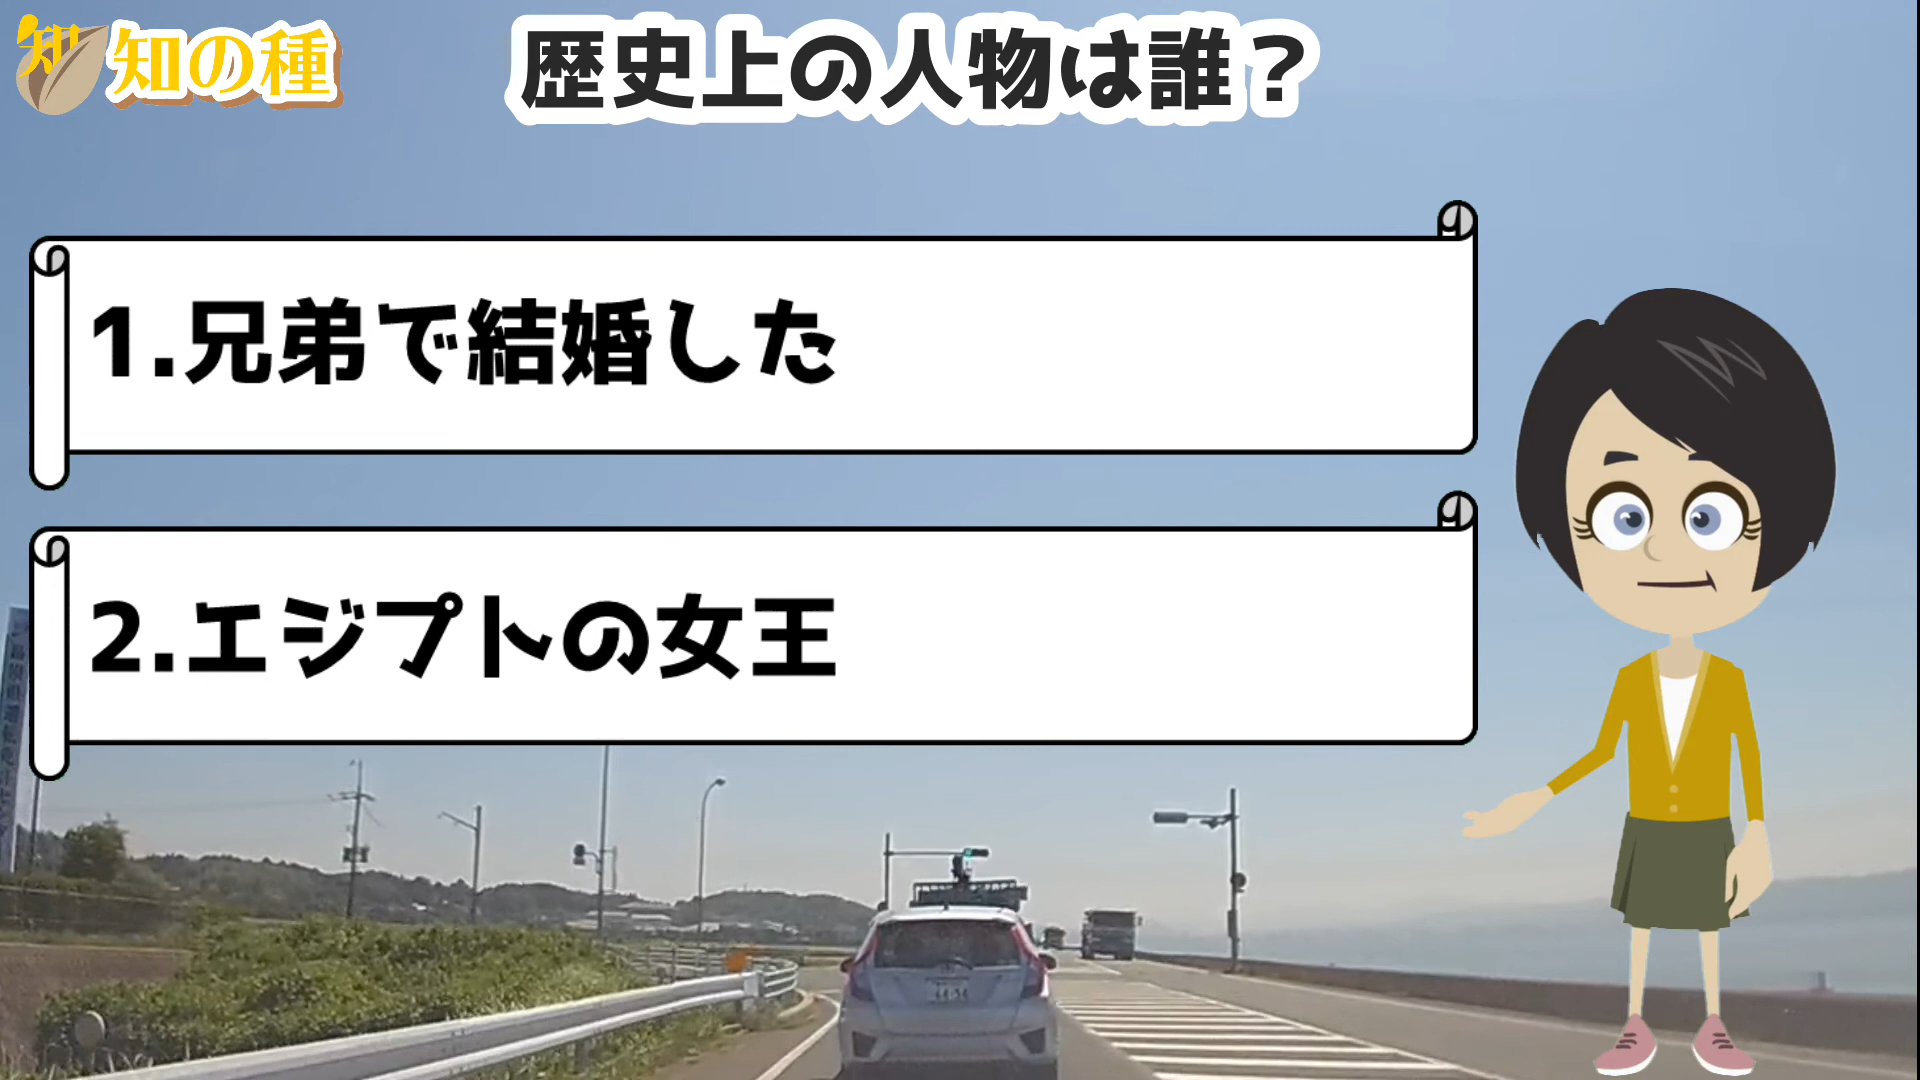 知 知の種
歴史上の人物は誰？
1.兄弟で結婚した
2.エジプトの女王